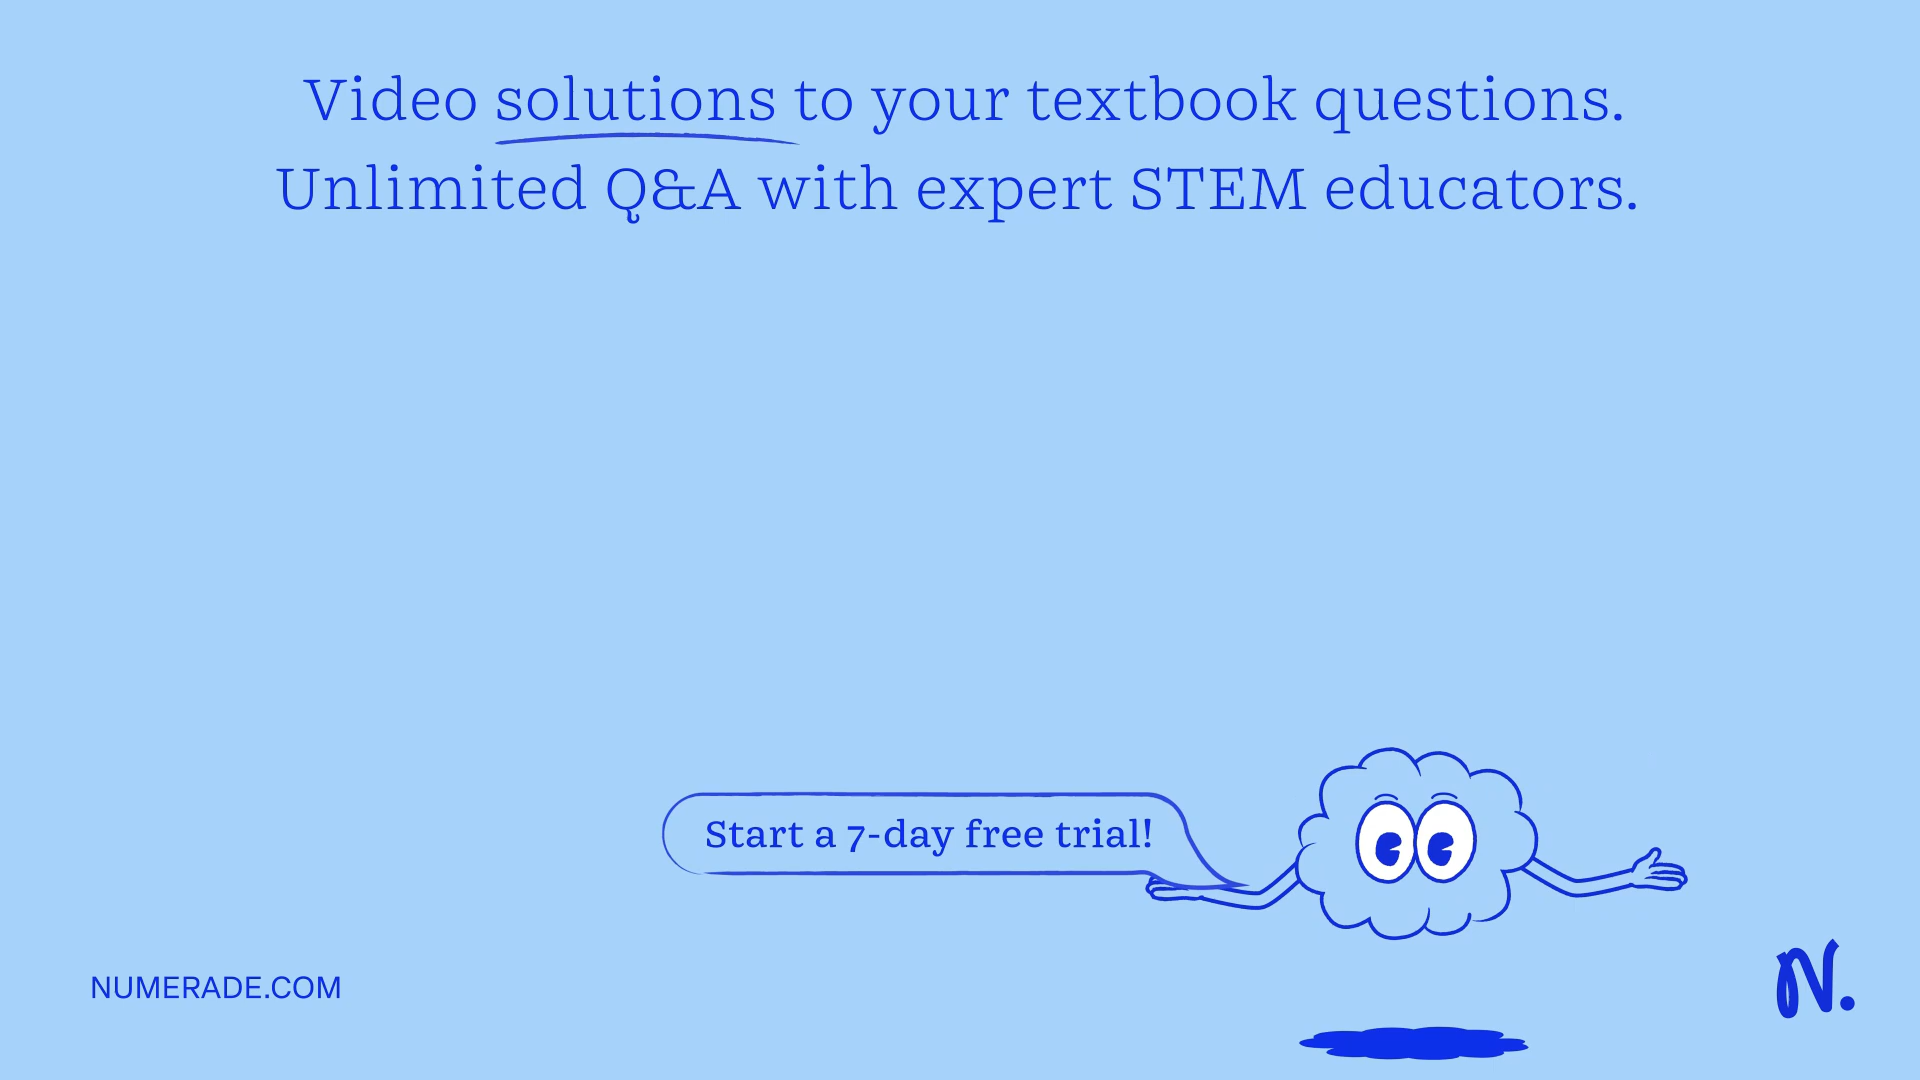 Video solutions to your textbook questions.
Unlimited Q&A with expert STEM educators.
Start a 7-day free trial!
NUMERADE.COM
N.